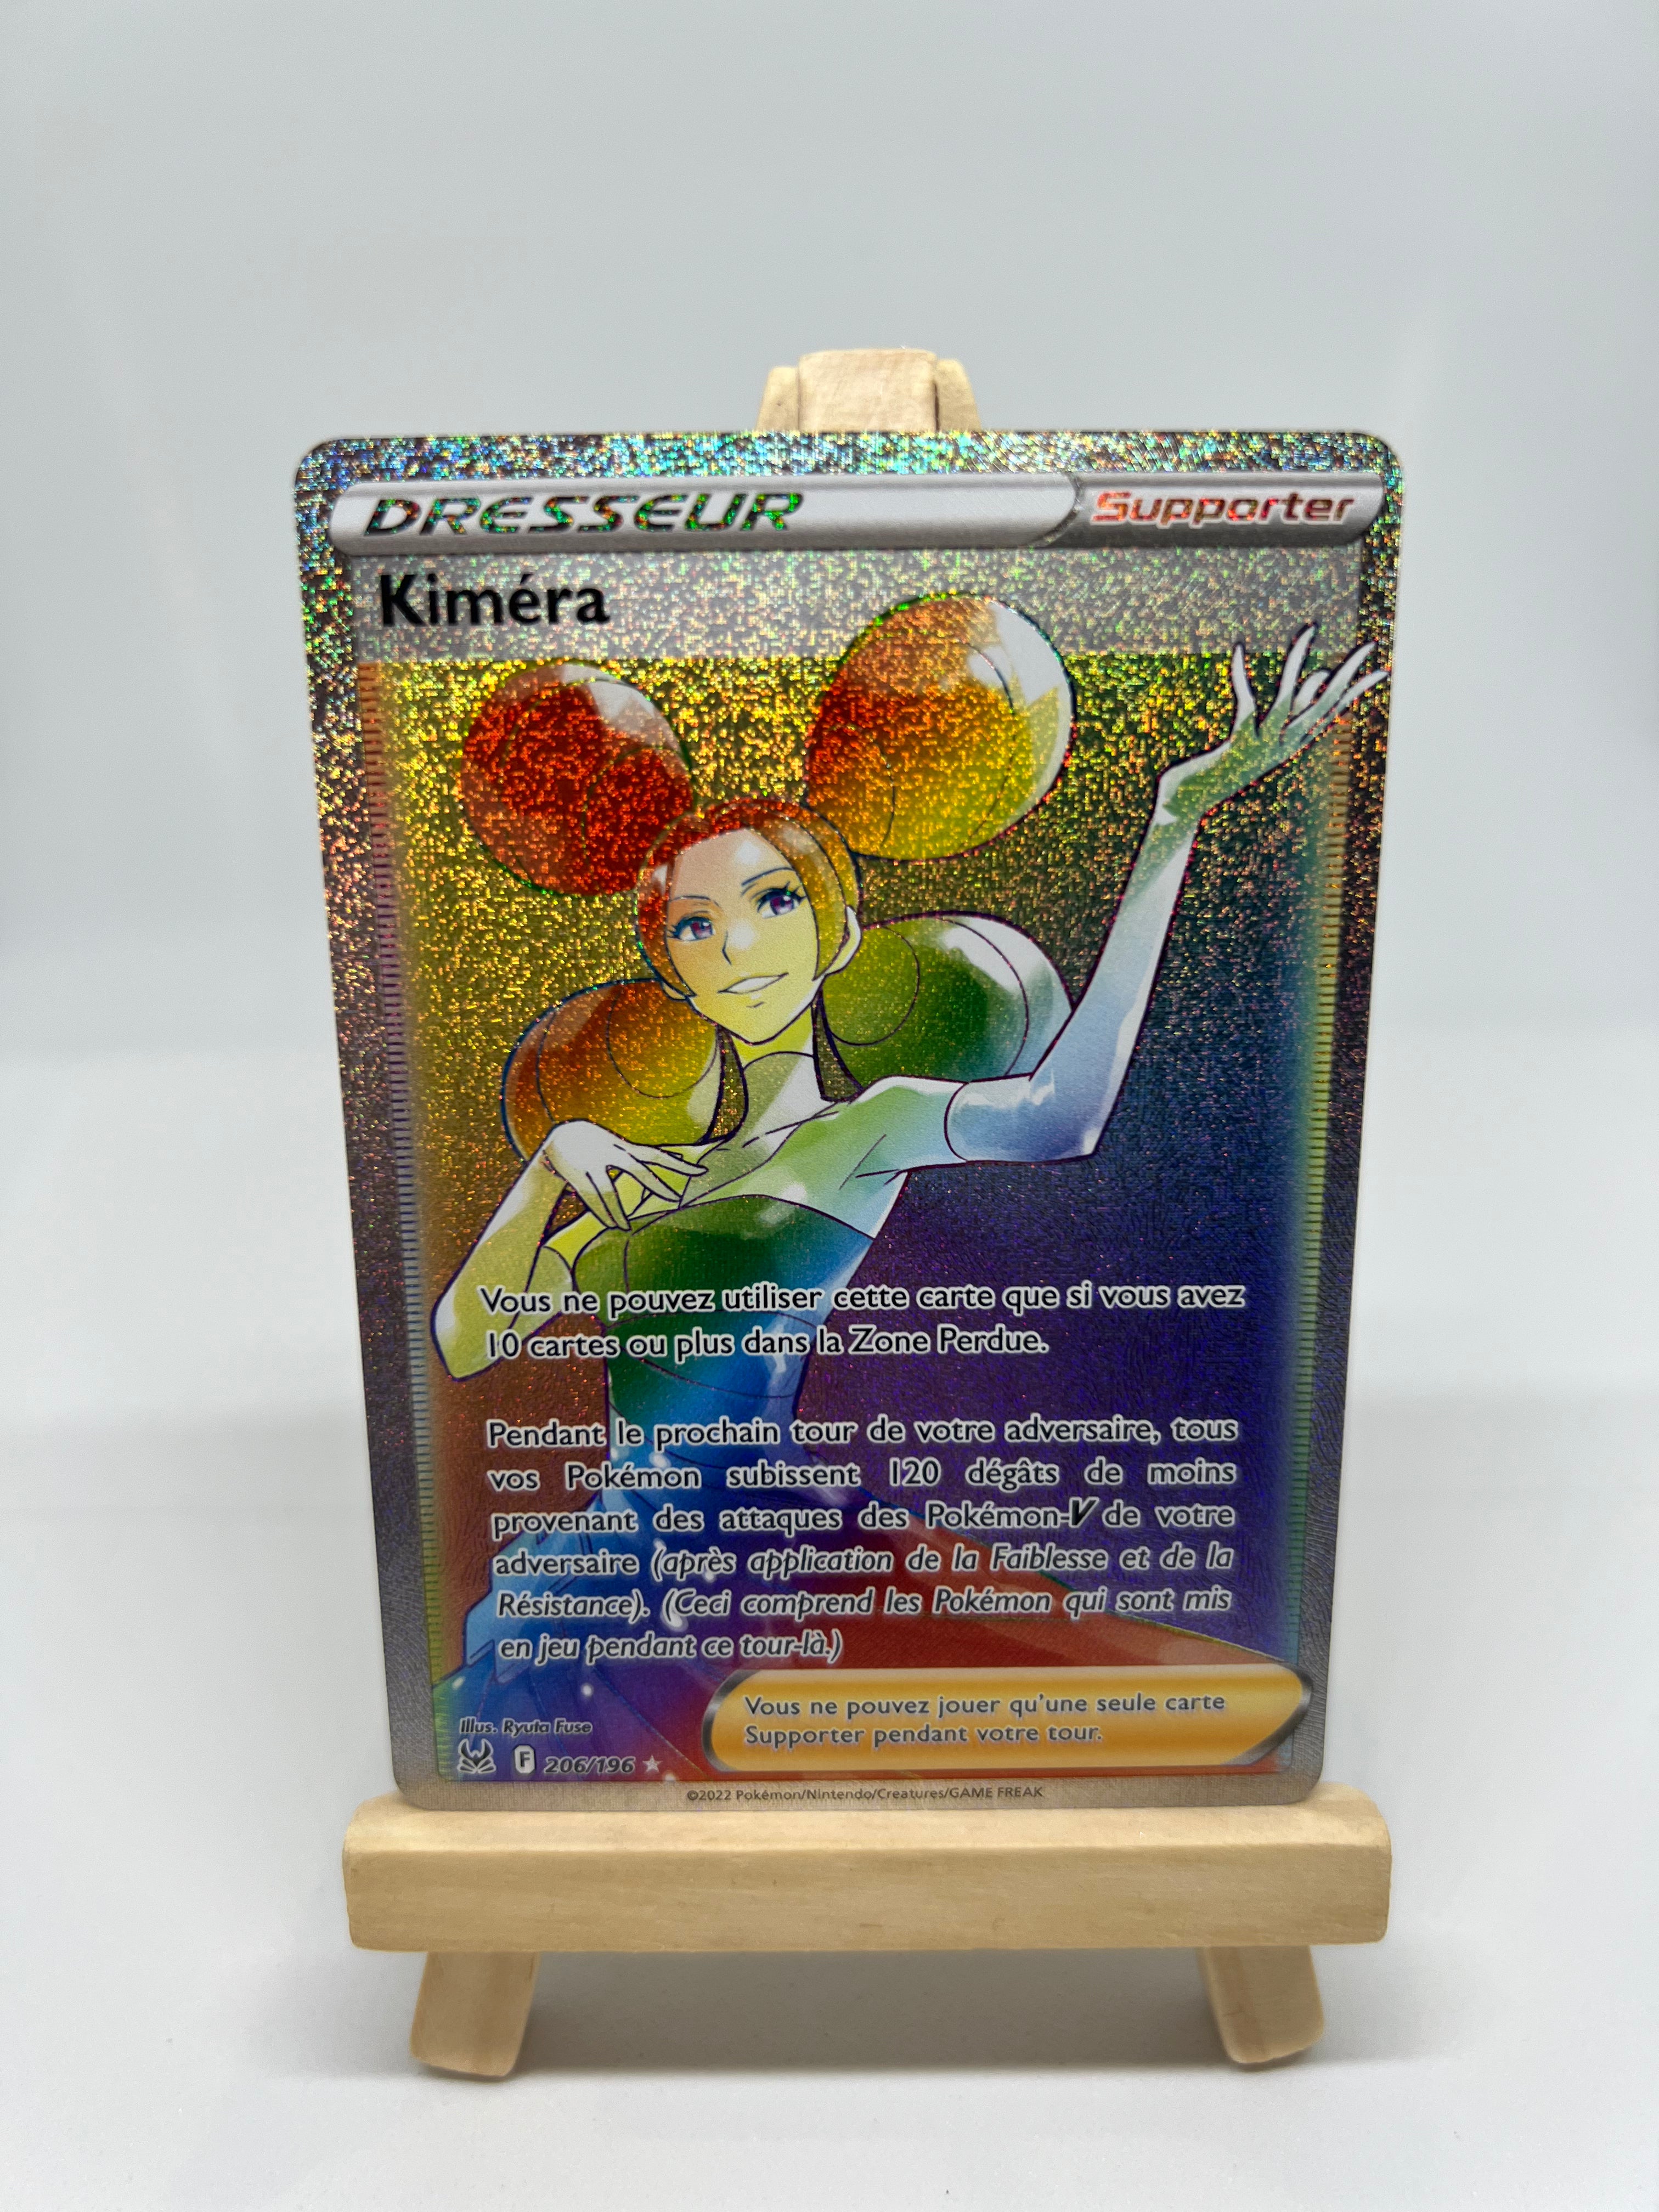 DRESSEUR
Supporter
Kiméra
Vous ne pouvez utiliser cette carte que si vous avez
10 cartes ou plus dans la Zone Perdue.
Pendant le prochain tour de votre adversaire, tous
vos Pokémon subissent 120 dégâts de moins
provenant des attaques des Pokémon-V de votre
adversaire (après application de la Faiblesse et de la
Résistance). (Ceci comprend les Pokémon qui sont mis
en jeu pendant ce tour-là.)
Vous ne pouvez jouer qu'une seule carte
Supporter pendant votre tour.
Illus. Ryuta Fuse
F 206/196
©2022 Pokémon/Nintendo/Creatures/GAME FREAK